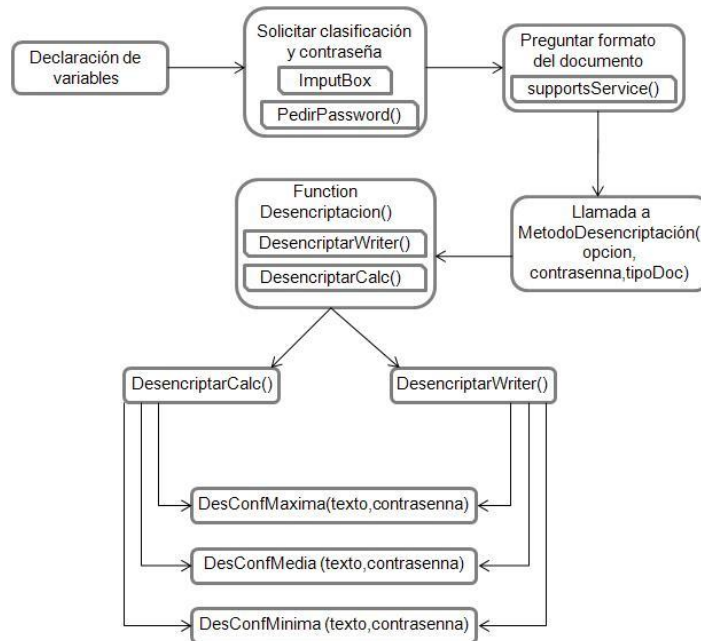 Declaración de
variables
Solicitar clasificación
y contraseña
ImputBox
PedirPassword()
Preguntar formato
del documento
supportsService()
Llamada a
MetodoDesencriptación(
opcion,
contrasenna,tipoDoc)
Function
Desencriptacion()
DesencriptarWriter()
DesencriptarCalc()
DesencriptarCalc()
DesencriptarWriter()
DesConfMaxima(texto,contrasenna)
DesConfMedia (texto,contrasenna)
DesConfMinima (texto,contrasenna)